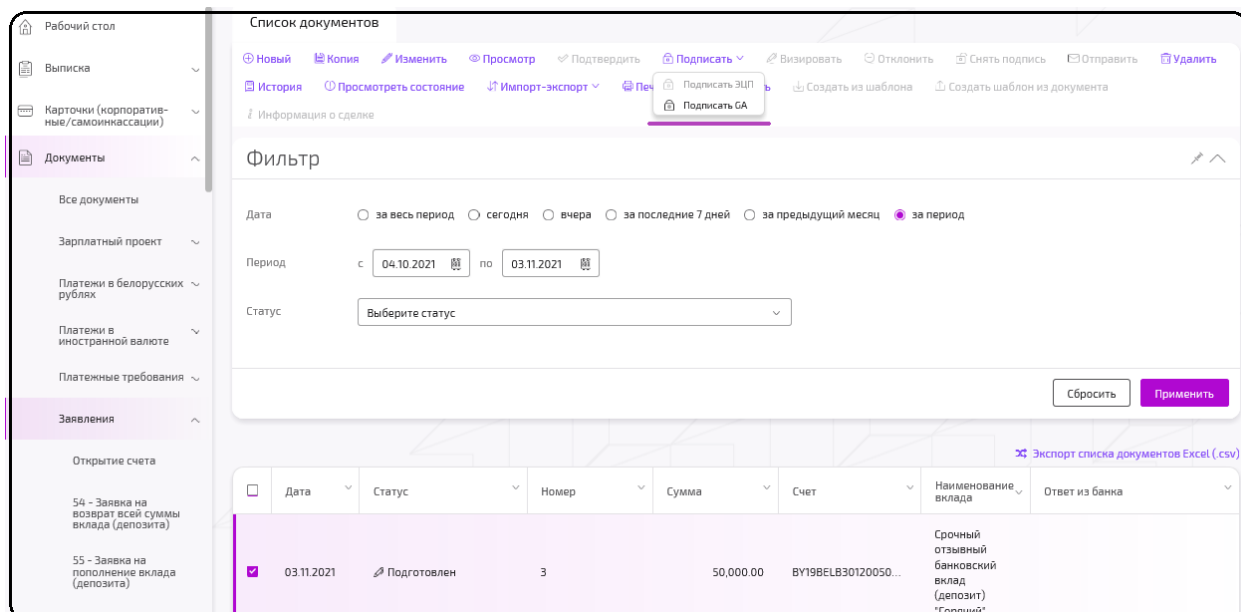 Рабочий стол
Выписка
Карточки (корпоратив-
ные/самоинкассации)
Документы
Все документы
Зарплатный проект
Платежи в белорусских
рублях
Платежи в
иностранной валюте
Платежные требования
Заявления
Открытие счета
54 - Заявка на
возврат всей суммы
вклада (депозита)
55 - Заявка на
пополнение вклада
(депозита)
Список документов
Новый Копия Изменить Просмотр Подтвердить Подписать Визировать Отклонить Снять подпись Отправить Удалить
История Просмотреть состояние Импорт-экспорт Создать из шаблона Создать шаблон из документа
Подписать ЭЦП
Подписать GA
Информация о сделке
Фильтр
Дата за весь период сегодня вчера за последние 7 дней за предыдущий месяц за период
Период с 04.10.2021 по 03.11.2021
Статус Выберите статус
Сбросить Применить
Экспорт списка документов Excel (.csv)
Дата Статус Номер Сумма Счет Наименование вклада Ответ из банка
03.11.2021 Подготовлен 3 50,000.00 BY19BELB30120050...
Срочный
отзывный
банковский
вклад
(депозит)
"Горячий"